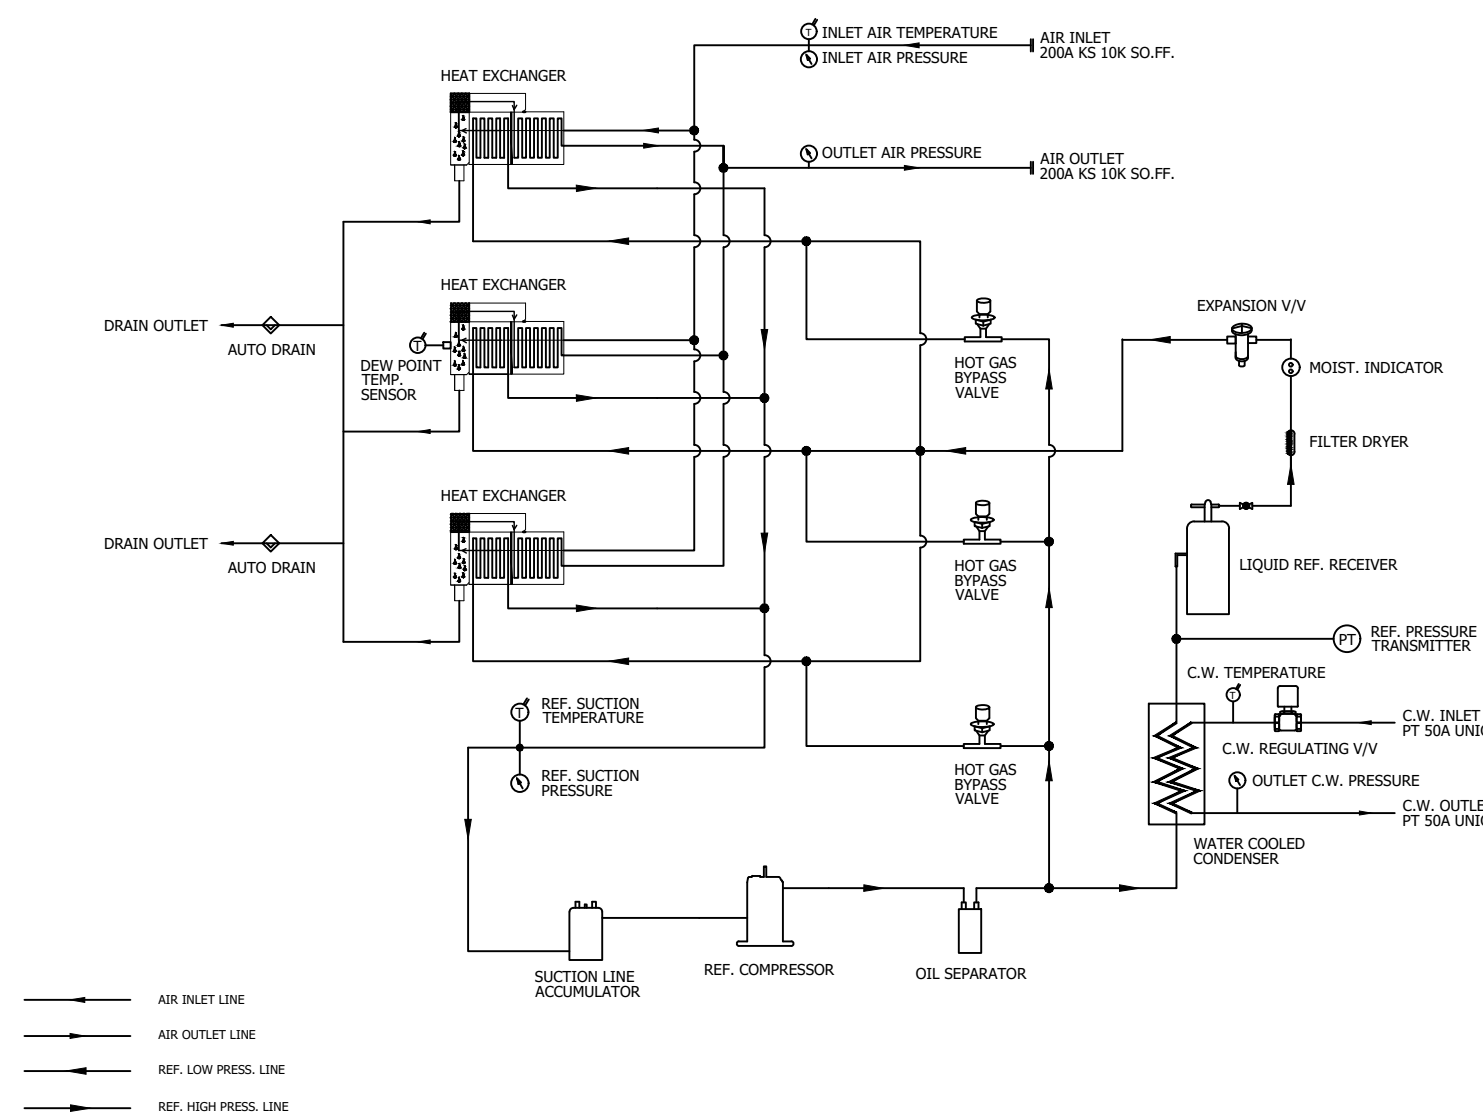 INLET AIR TEMPERATURE
INLET AIR PRESSURE
AIR INLET
200A KS 10K SO.FF.
HEAT EXCHANGER
OUTLET AIR PRESSURE
AIR OUTLET
200A KS 10K SO.FF.
HEAT EXCHANGER
DRAIN OUTLET
AUTO DRAIN
T
DEW POINT
TEMP.
SENSOR
HOT GAS
BYPASS
VALVE
EXPANSION V/V
MOIST. INDICATOR
FILTER DRYER
HEAT EXCHANGER
DRAIN OUTLET
AUTO DRAIN
HOT GAS
BYPASS
VALVE
LIQUID REF. RECEIVER
PT
REF. PRESSURE
TRANSMITTER
C.W. TEMPERATURE
T
T
REF. SUCTION
TEMPERATURE
REF. SUCTION
PRESSURE
HOT GAS
BYPASS
VALVE
C.W. INLET
PT 50A
C.W. REGULATING V/V
OUTLET C.W. PRESSURE
C.W.
PT 50A
WATER COOLED
CONDENSER
SUCTION LINE
ACCUMULATOR
REF. COMPRESSOR
OIL SEPARATOR
AIR INLET LINE
AIR OUTLET LINE
REF. LOW PRESS. LINE
REF. HIGH PRESS. LINE